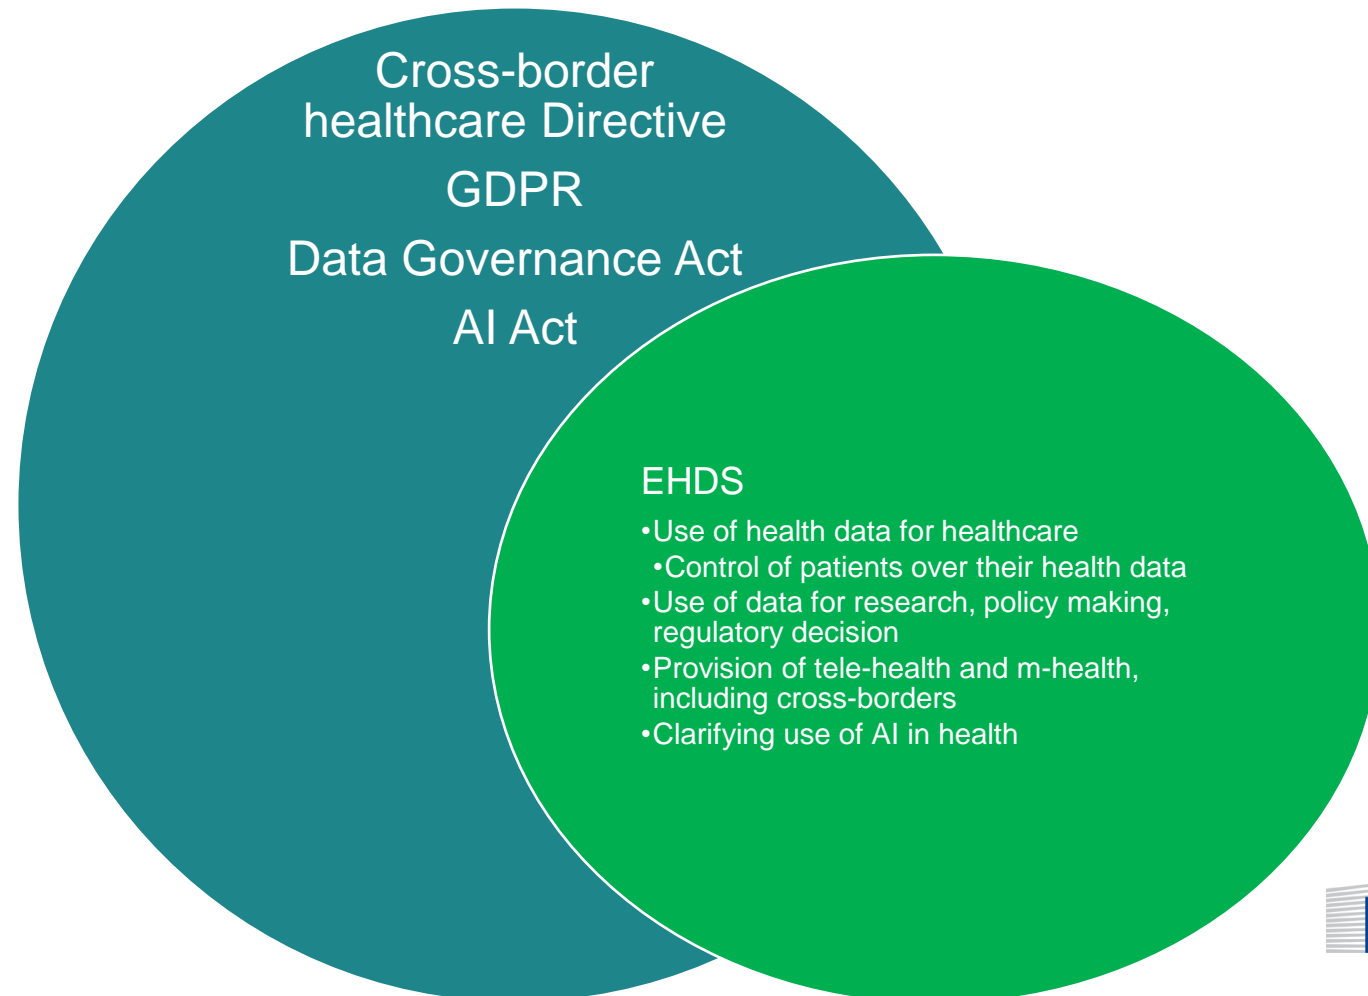 Cross-border
healthcare Directive
GDPR
Data Governance Act
AI Act
EHDS
•Use of health data for healthcare
•Control of patients over their health data
•Use of data for research, policy making,
regulatory decision
•Provision of tele-health and m-health,
including cross-borders
•Clarifying use of AI in health